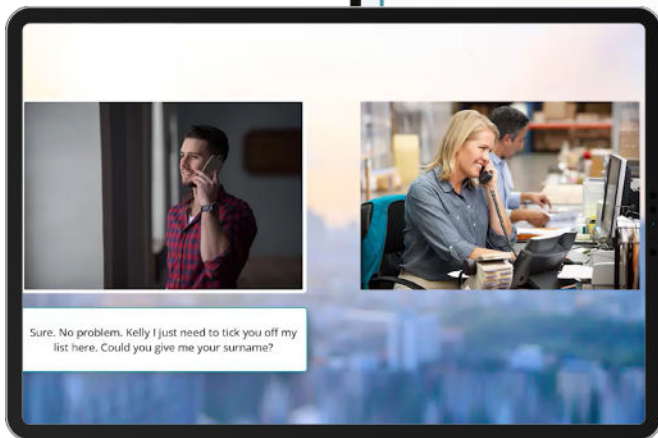 Sure. No problem. Kelly I just need to tick you off my
list here. Could you give me your surname?